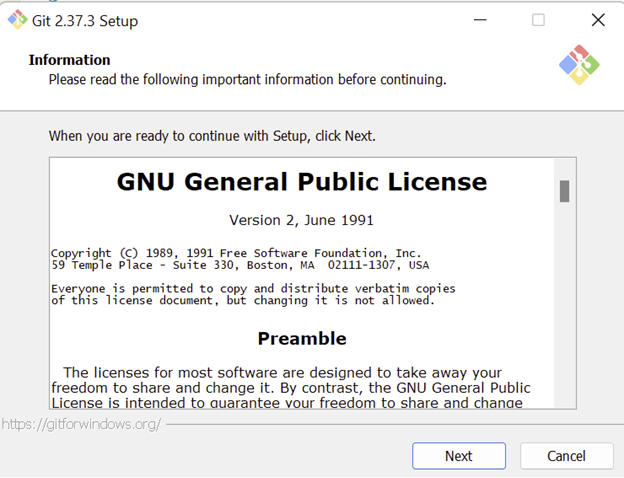 Git 2.37.3 Setup
Information
Please read the following important information before continuing.
When you are ready to continue with Setup, click Next.
GNU General Public License
Version 2, June 1991
Copyright (C) 1989, 1991 Free Software Foundation, Inc.
59 Temple Place - Suite 330, Boston, MA  02111-1307, USA
Everyone is permitted to copy and distribute verbatim copies
of this license document, but changing it is not allowed.
Preamble
The licenses for most software are designed to take away your
freedom to share and change it. By contrast, the GNU General Public
License is intended to guarantee your freedom to share and change
https://gitforwindows.org/
Next
Cancel